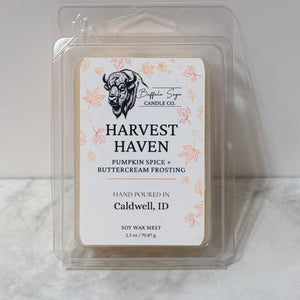 Buffalo Sage
CANDLE CO.
HARVEST
HAVEN
PUMPKIN SPICE +
BUTTERCREAM FROSTING
HAND POURED IN
Caldwell, ID
SOY WAX MELT
2.5 oz / 70.87 g.